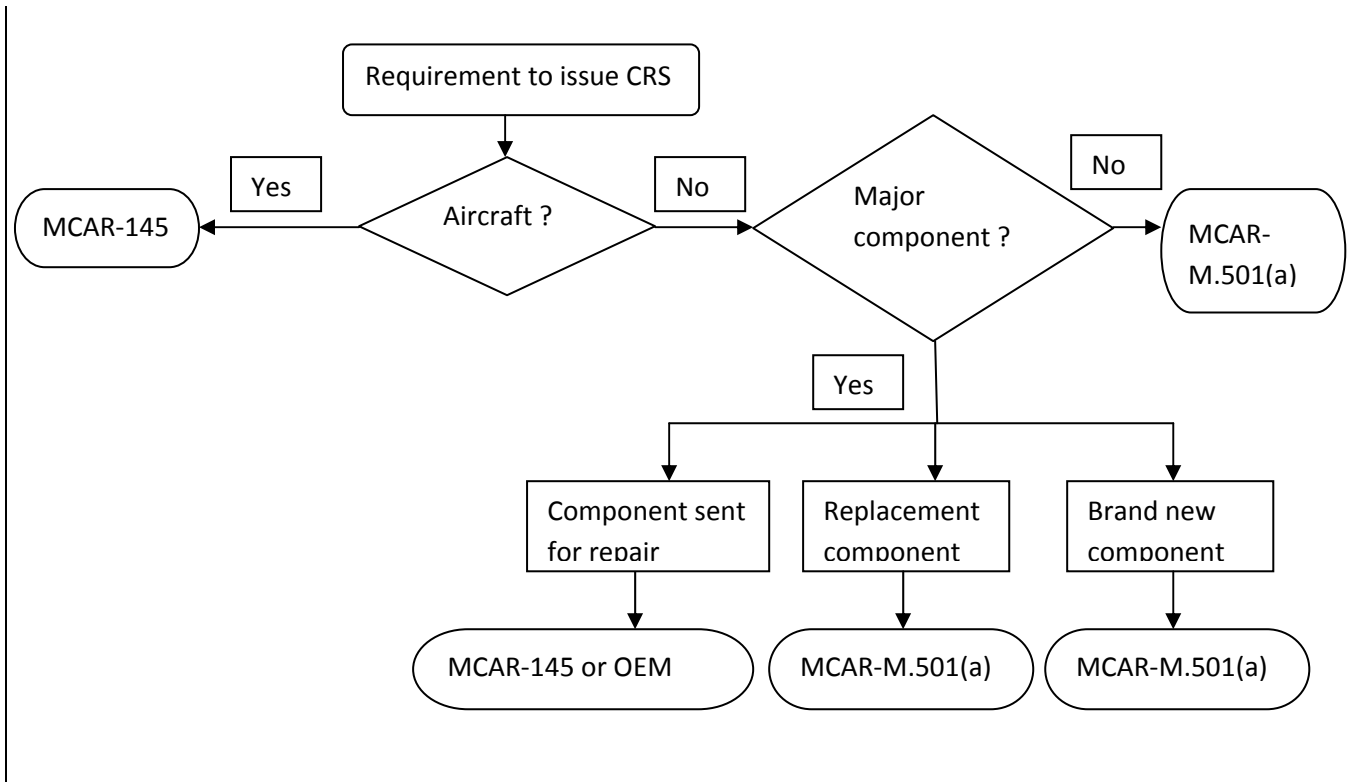 Requirement to issue CRS
Yes
No
No
MCAR-145
Aircraft ?
Major
component ?
MCAR-
M.501(a)
Yes
Component sent
for repair
Replacement
component
Brand new
component
MCAR-145 or OEM
MCAR-M.501(a)
MCAR-M.501(a)